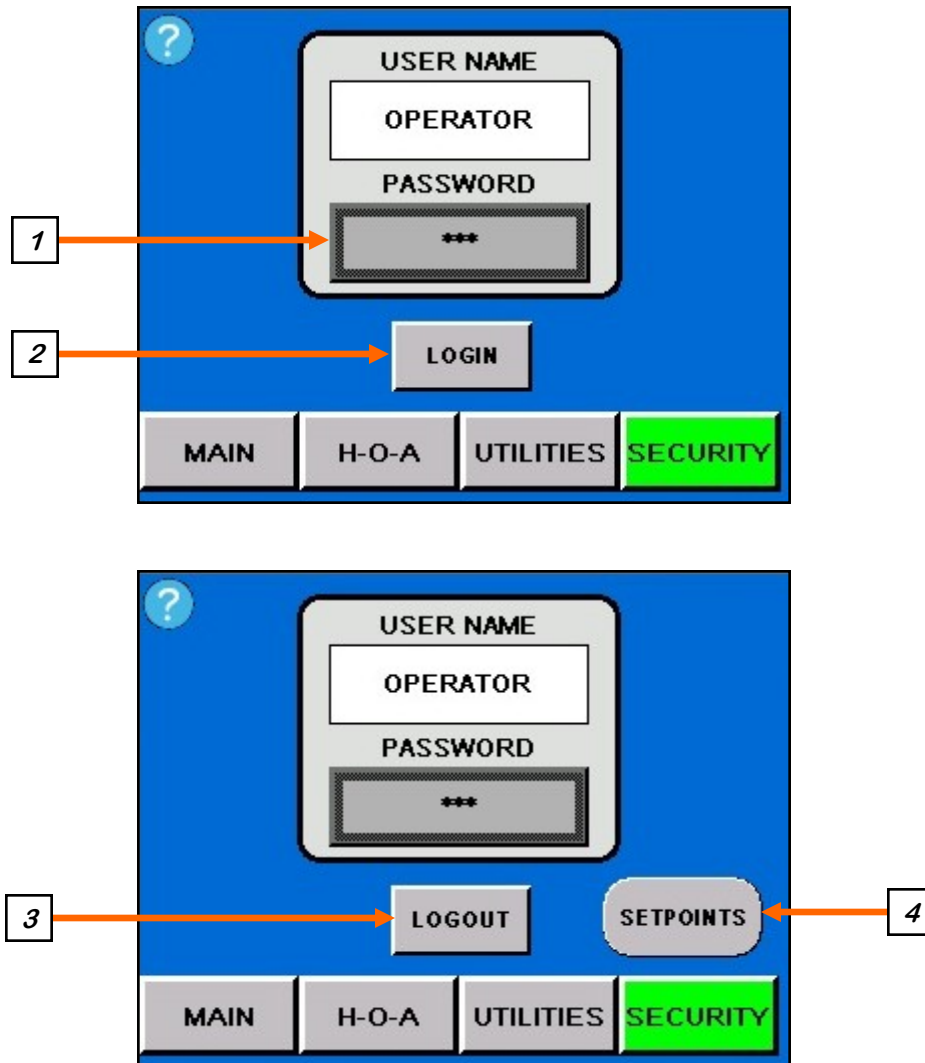 ?
USER NAME
OPERATOR
PASSWORD
1
***
2
LOGIN
MAIN H-O-A UTILITIES SECURITY
?
USER NAME
OPERATOR
PASSWORD
***
3
LOGOUT
SETPOINTS
4
MAIN H-O-A UTILITIES SECURITY